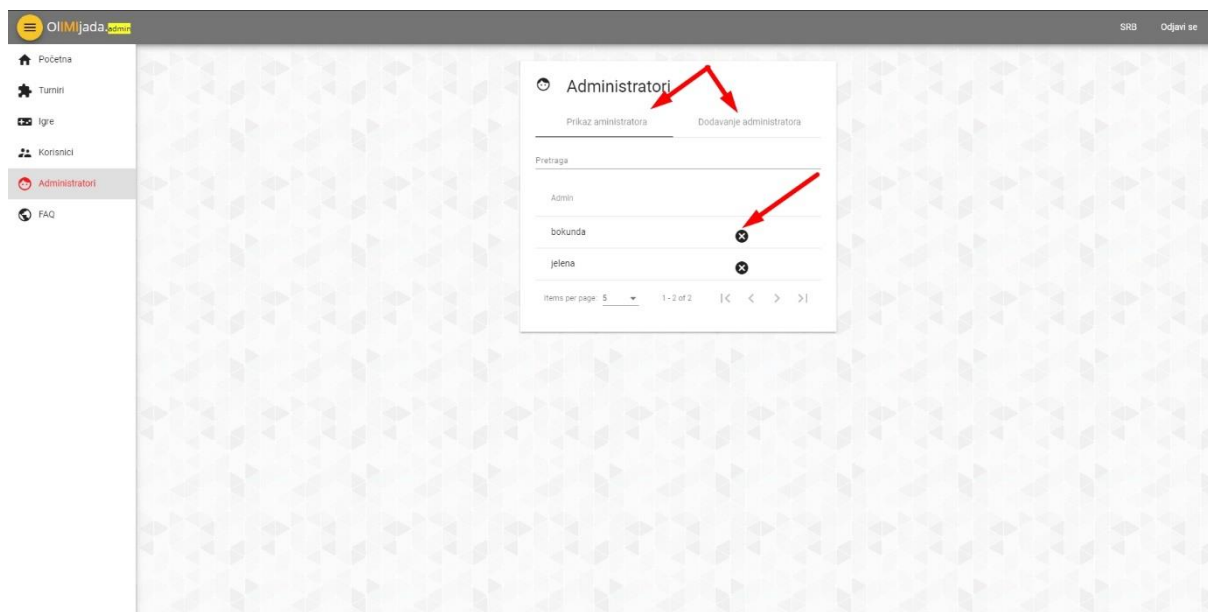 OlIMIjada.admin
SRB Odjavi se
Početna
Turniri
Igre
Korisnici
Administratori
FAQ
Administratori
Prikaz aministratora Dodavanje administratora
Pretraga
Admin
bokunda
jelena
Items per page: 5 1 - 2 of 2